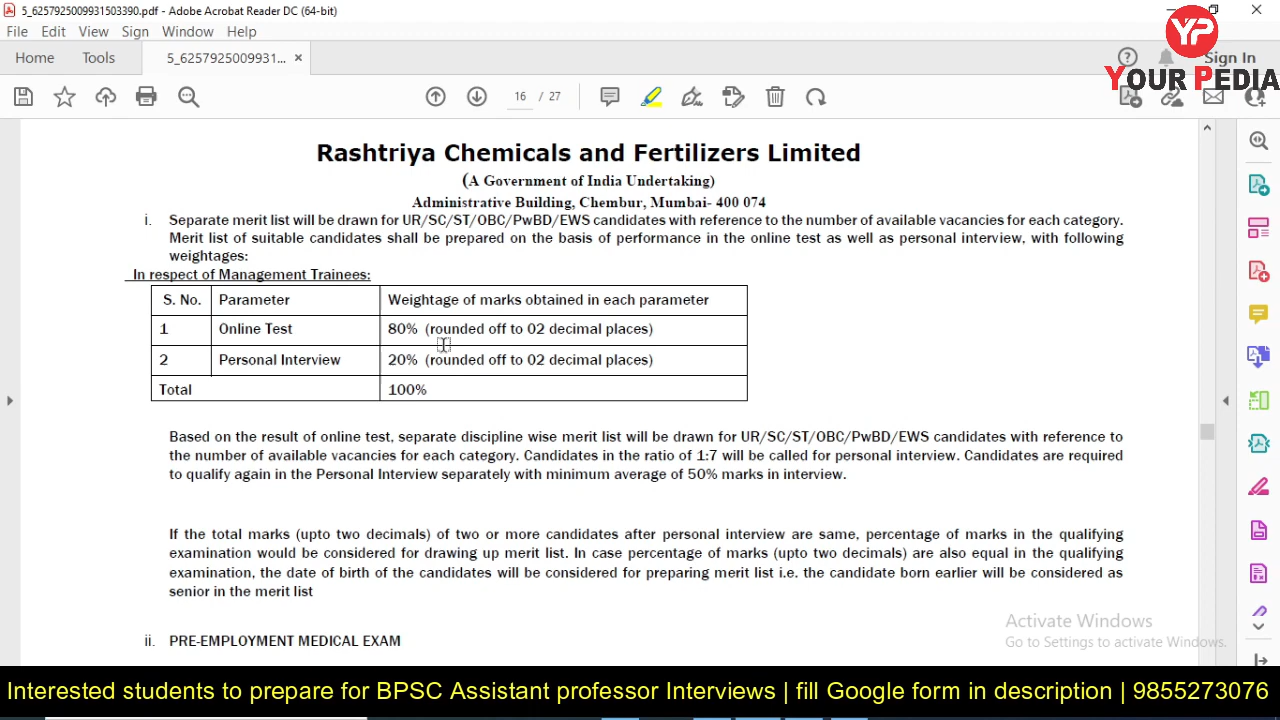 5_6257925009931503390.pdf - Adobe Acrobat Reader DC (64-bit)
File Edit View Sign Window Help
Home Tools 5_6257925009931... × Sign In
16 / 27
YP
YOUR PEDIA
Rashtriya Chemicals and Fertilizers Limited
(A Government of India Undertaking)
Administrative Building, Chembur, Mumbai- 400 074
i. Separate merit list will be drawn for UR/SC/ST/OBC/PwBD/EWS candidates with reference to the number of available vacancies for each category.
Merit list of suitable candidates shall be prepared on the basis of performance in the online test as well as personal interview, with following
weightages:
In respect of Management Trainees:
S. No. Parameter Weightage of marks obtained in each parameter
1 Online Test 80% (rounded off to 02 decimal places)
2 Personal Interview 20% (rounded off to 02 decimal places)
Total 100%
Based on the result of online test, separate discipline wise merit list will be drawn for UR/SC/ST/OBC/PwBD/EWS candidates with reference to
the number of available vacancies for each category. Candidates in the ratio of 1:7 will be called for personal interview. Candidates are required
to qualify again in the Personal Interview separately with minimum average of 50% marks in interview.
If the total marks (upto two decimals) of two or more candidates after personal interview are same, percentage of marks in the qualifying
examination would be considered for drawing up merit list. In case percentage of marks (upto two decimals) are also equal in the qualifying
examination, the date of birth of the candidates will be considered for preparing merit list i.e. the candidate born earlier will be considered as
senior in the merit list
ii. PRE-EMPLOYMENT MEDICAL EXAM
Activate Windows
Go to Settings to activate Windows.
Interested students to prepare for BPSC Assistant professor Interviews | fill Google form in description | 9855273076